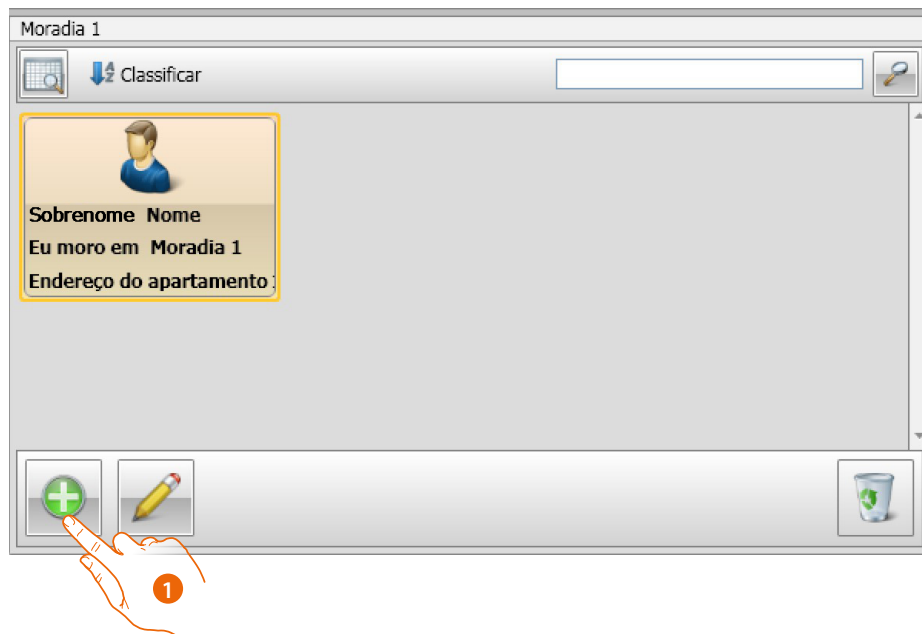 Moradia 1
Classificar
Sobrenome Nome
Eu moro em Moradia 1
Endereço do apartamento
1